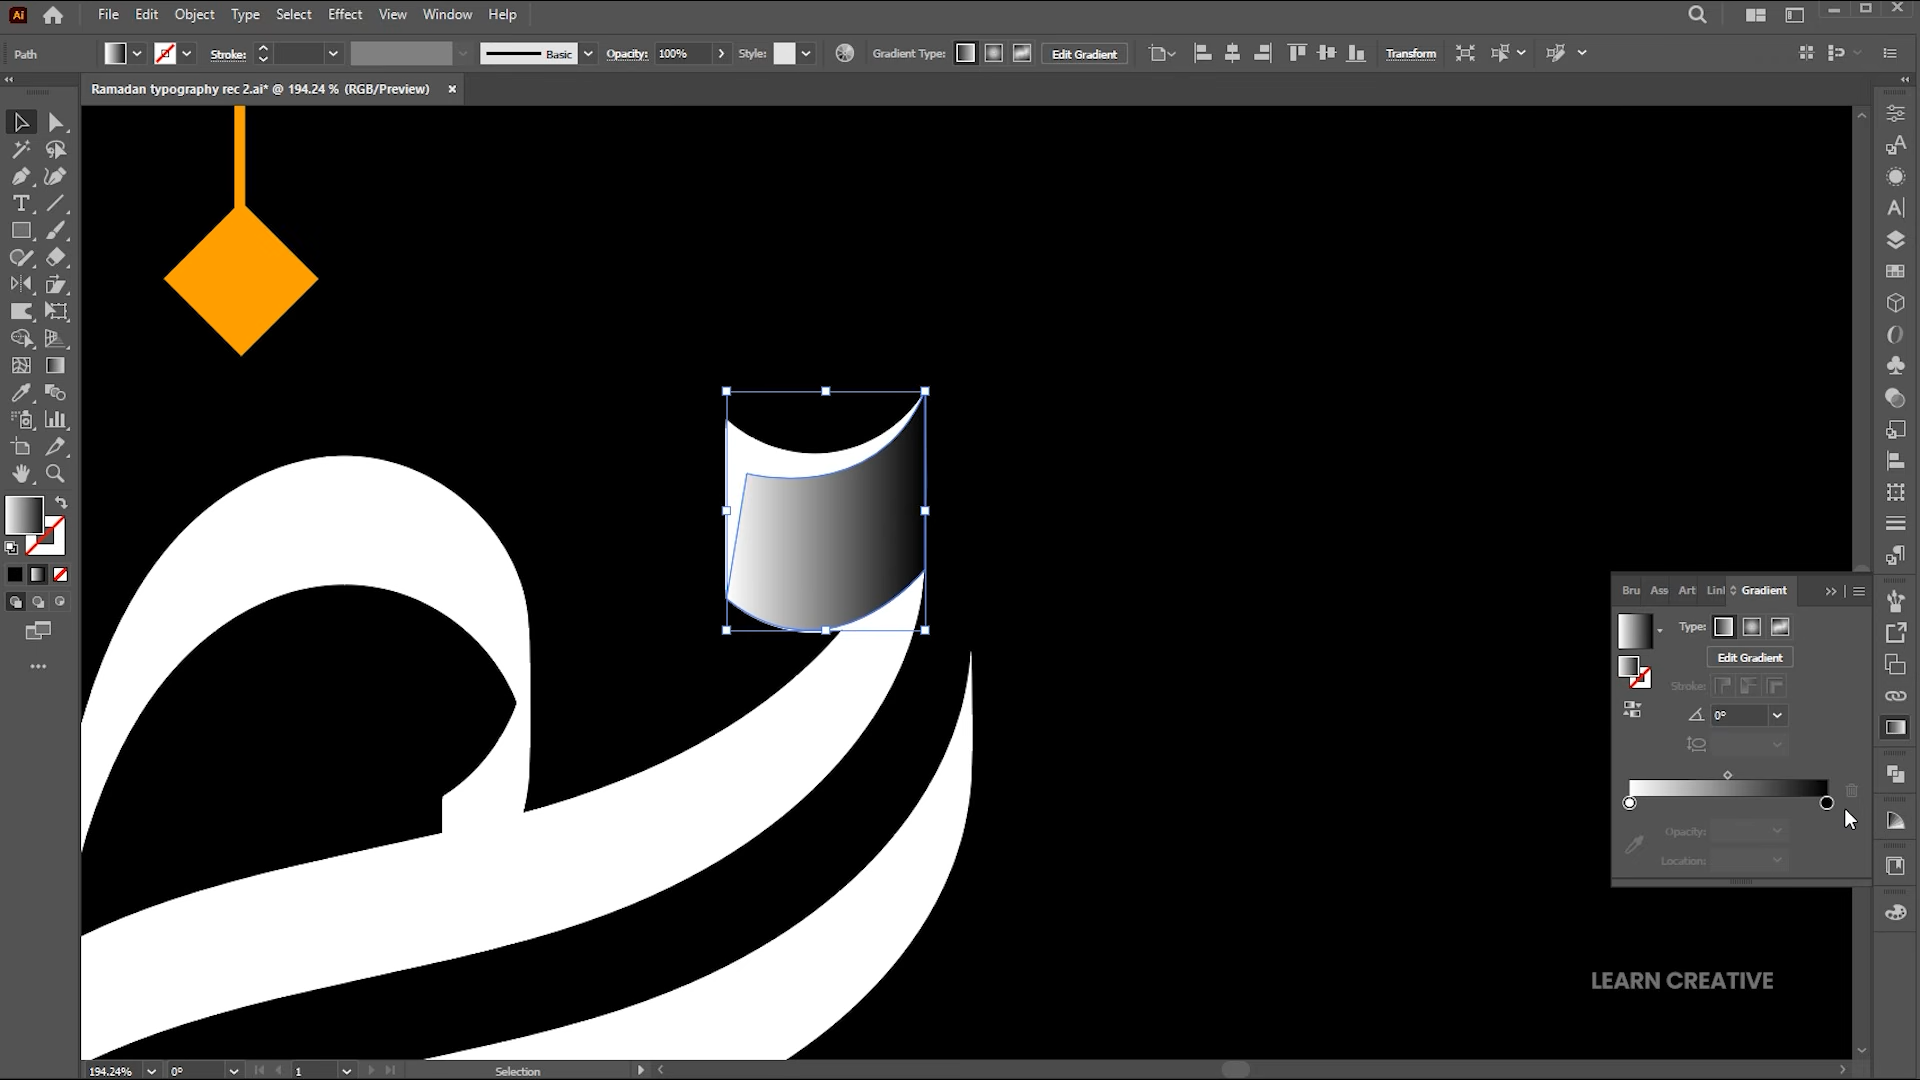 Ai File Edit Object Type Select Effect View Window Help
Path Stroke: Basic Opacity: 100% Style: Gradient Type: Edit Gradient Transform
Ramadan typography rec 2.ai* @ 194.24 % (RGB/Preview) ×
Bru Ass Art Lin Gradient
Type:
Edit Gradient
Stroke:
0°
Opacity:
Location:
LEARN CREATIVE
194.24% 0° 1 Selection